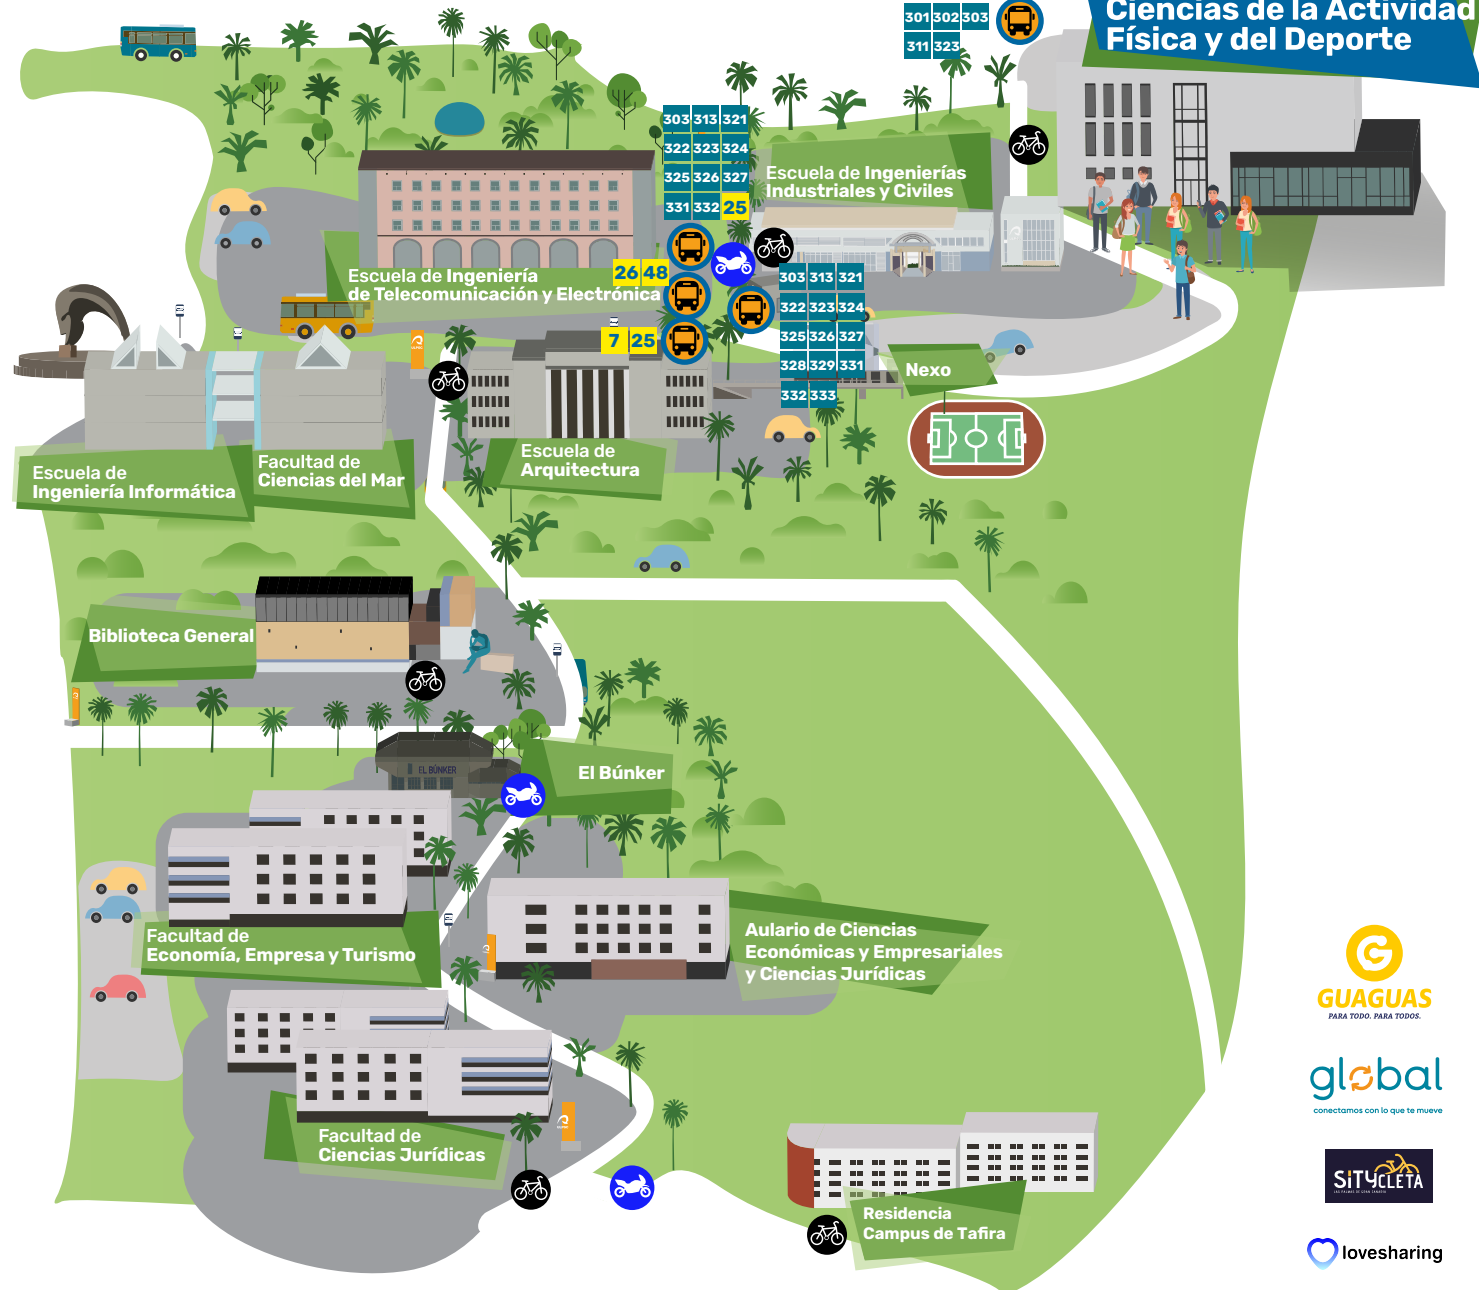 301 302 303
311 323
Ciencias de la Actividad
Física y del Deporte
303 313 321
322 323 324
325 326 327
331 332 25
Escuela de Ingenierías
Industriales y Civiles
26 48
Escuela de Ingeniería
de Telecomunicación y Electrónica
303 313 321
322 323 324
325 326 327
328 329 331
332 333
7 25
Nexo
Escuela de
Arquitectura
Escuela de
Ingeniería Informática
Facultad de
Ciencias del Mar
Biblioteca General
EL BÚNKER
El Búnker
Facultad de
Economía, Empresa y Turismo
Aulario de Ciencias
Económicas y Empresariales
y Ciencias Jurídicas
Facultad de
Ciencias Jurídicas
Residencia
Campus de Tafira
GUAGUAS
PARA TODO. PARA TODOS.
global
conectamos con lo que te mueve
SITYCLETA
LAS PALMAS DE GRAN CANARIA
lovesharing